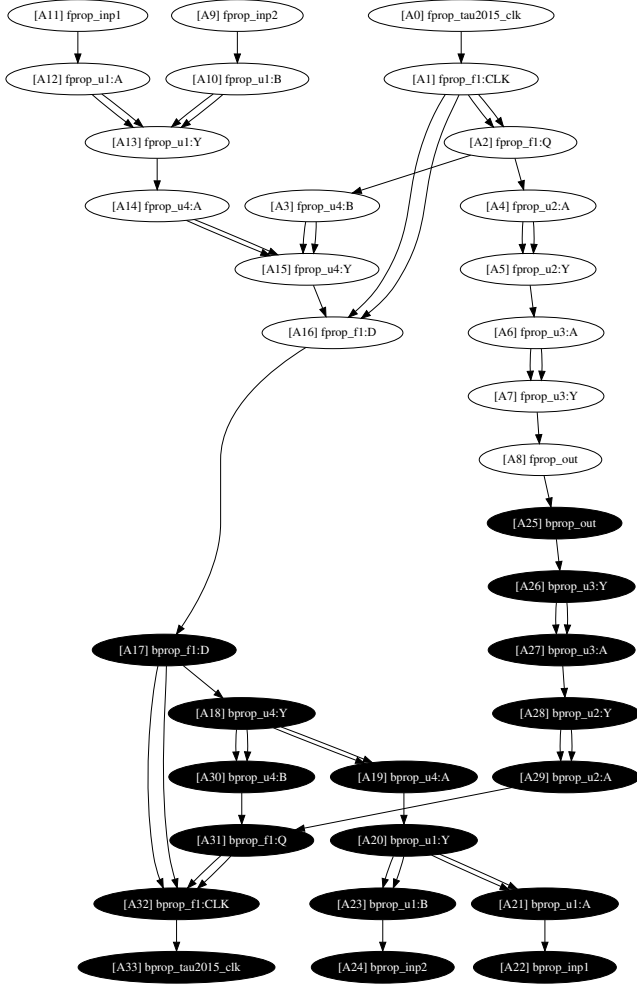 [A11] fprop_inp1
[A9] fprop_inp2
[A0] fprop_tau2015_clk
[A12] fprop_u1:A
[A10] fprop_u1:B
[A1] fprop_f1:CLK
[A13] fprop_u1:Y
[A2] fprop_f1:Q
[A14] fprop_u4:A
[A3] fprop_u4:B
[A4] fprop_u2:A
[A15] fprop_u4:Y
[A5] fprop_u2:Y
[A16] fprop_f1:D
[A6] fprop_u3:A
[A7] fprop_u3:Y
[A8] fprop_out
[A25] bprop_out
[A26] bprop_u3:Y
[A17] bprop_f1:D
[A27] bprop_u3:A
[A18] bprop_u4:Y
[A28] bprop_u2:Y
[A30] bprop_u4:B
[A19] bprop_u4:A
[A29] bprop_u2:A
[A31] bprop_f1:Q
[A20] bprop_u1:Y
[A32] bprop_f1:CLK
[A23] bprop_u1:B
[A21] bprop_u1:A
[A33] bprop_tau2015_clk
[A24] bprop_inp2
[A22] bprop_inp1